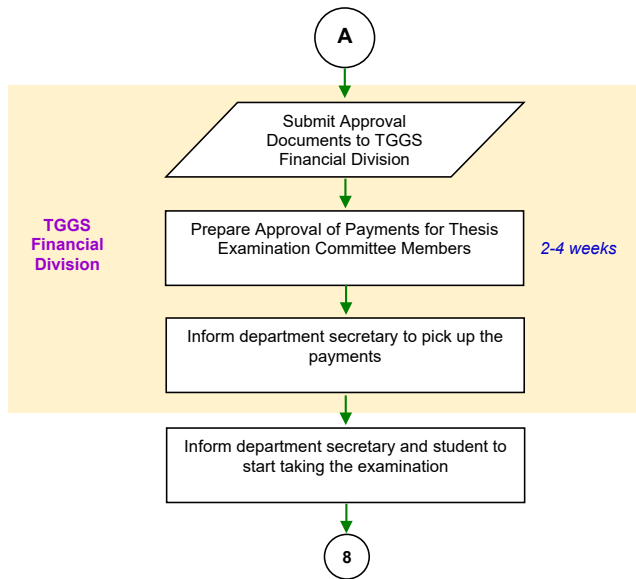 A
Submit Approval
Documents to TGGS
Financial Division
TGGS
Financial
Division
Prepare Approval of Payments for Thesis
Examination Committee Members
2-4 weeks
Inform department secretary to pick up the
payments
Inform department secretary and student to
start taking the examination
8